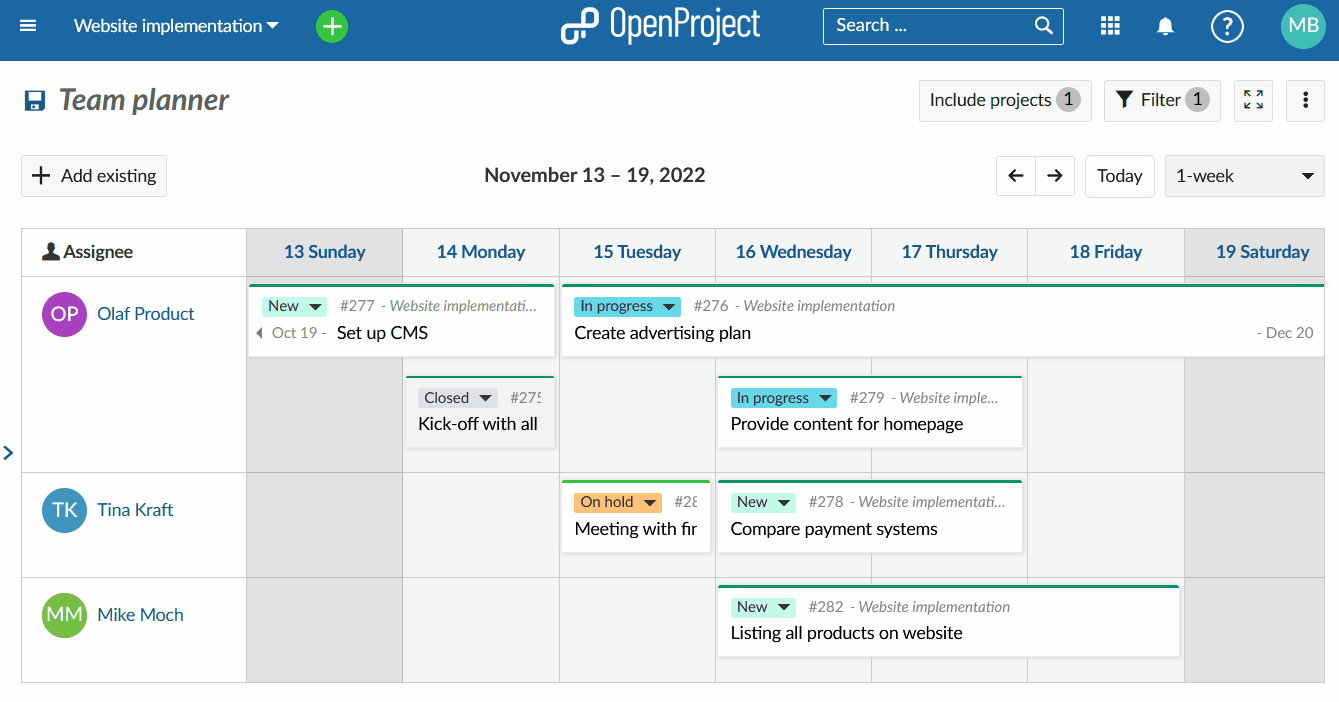 Website implementation
OpenProject
Search ...
?
MB
Team planner
Include projects 1
Filter 1
Add existing
November 13 – 19, 2022
Today
1-week
Assignee
13 Sunday
14 Monday
15 Tuesday
16 Wednesday
17 Thursday
18 Friday
19 Saturday
OP
Olaf Product
New #277 - Website implementati...
Oct 19 - Set up CMS
In progress #276 - Website implementation
Create advertising plan
- Dec 20
Closed #275
Kick-off with all
In progress #279 - Website imple...
Provide content for homepage
TK
Tina Kraft
On hold #28
Meeting with
New #278 - Website implementati...
Compare payment systems
MM
Mike Moch
New #282 - Website implementation
Listing all products on website